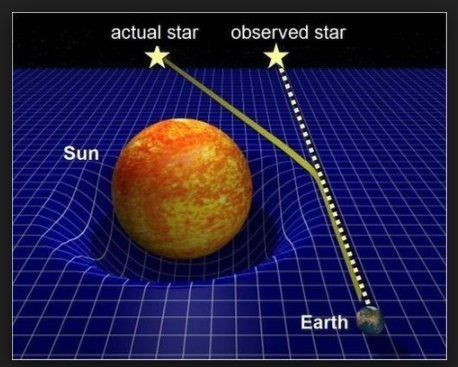 actual star
observed star
Sun
Earth